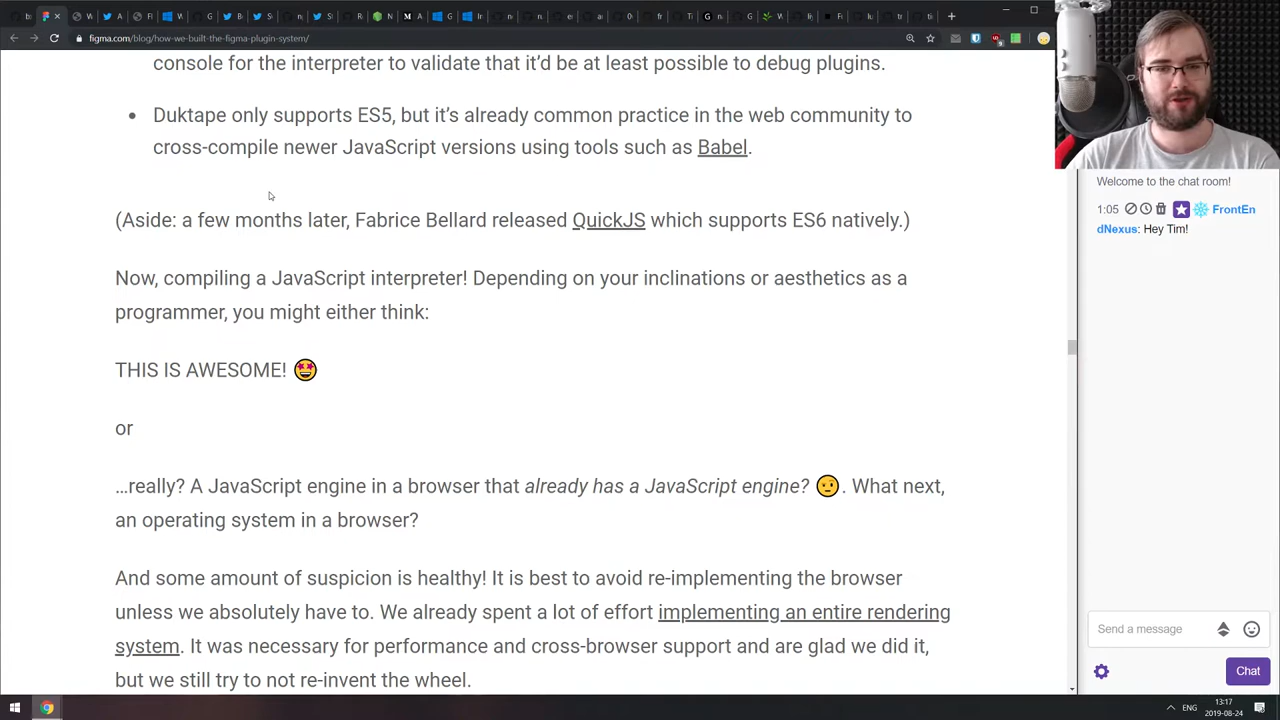 figma.com/blog/how-we-built-the-figma-plugin-system/
console for the interpreter to validate that it'd be at least possible to debug plugins.
• Duktape only supports ES5, but it's already common practice in the web community to
cross-compile newer JavaScript versions using tools such as Babel.
(Aside: a few months later, Fabrice Bellard released QuickJS which supports ES6 natively.)
Now, compiling a JavaScript interpreter! Depending on your inclinations or aesthetics as a
programmer, you might either think:
THIS IS AWESOME! 🤩
or
…really? A JavaScript engine in a browser that already has a JavaScript engine? 🤨. What next,
an operating system in a browser?
And some amount of suspicion is healthy! It is best to avoid re-implementing the browser
unless we absolutely have to. We already spent a lot of effort implementing an entire rendering
system. It was necessary for performance and cross-browser support and are glad we did it,
but we still try to not re-invent the wheel.
Welcome to the chat room!
1:05 FrontEn
dNexus: Hey Tim!
Send a message
Chat
ENG
13:17
2019-08-24